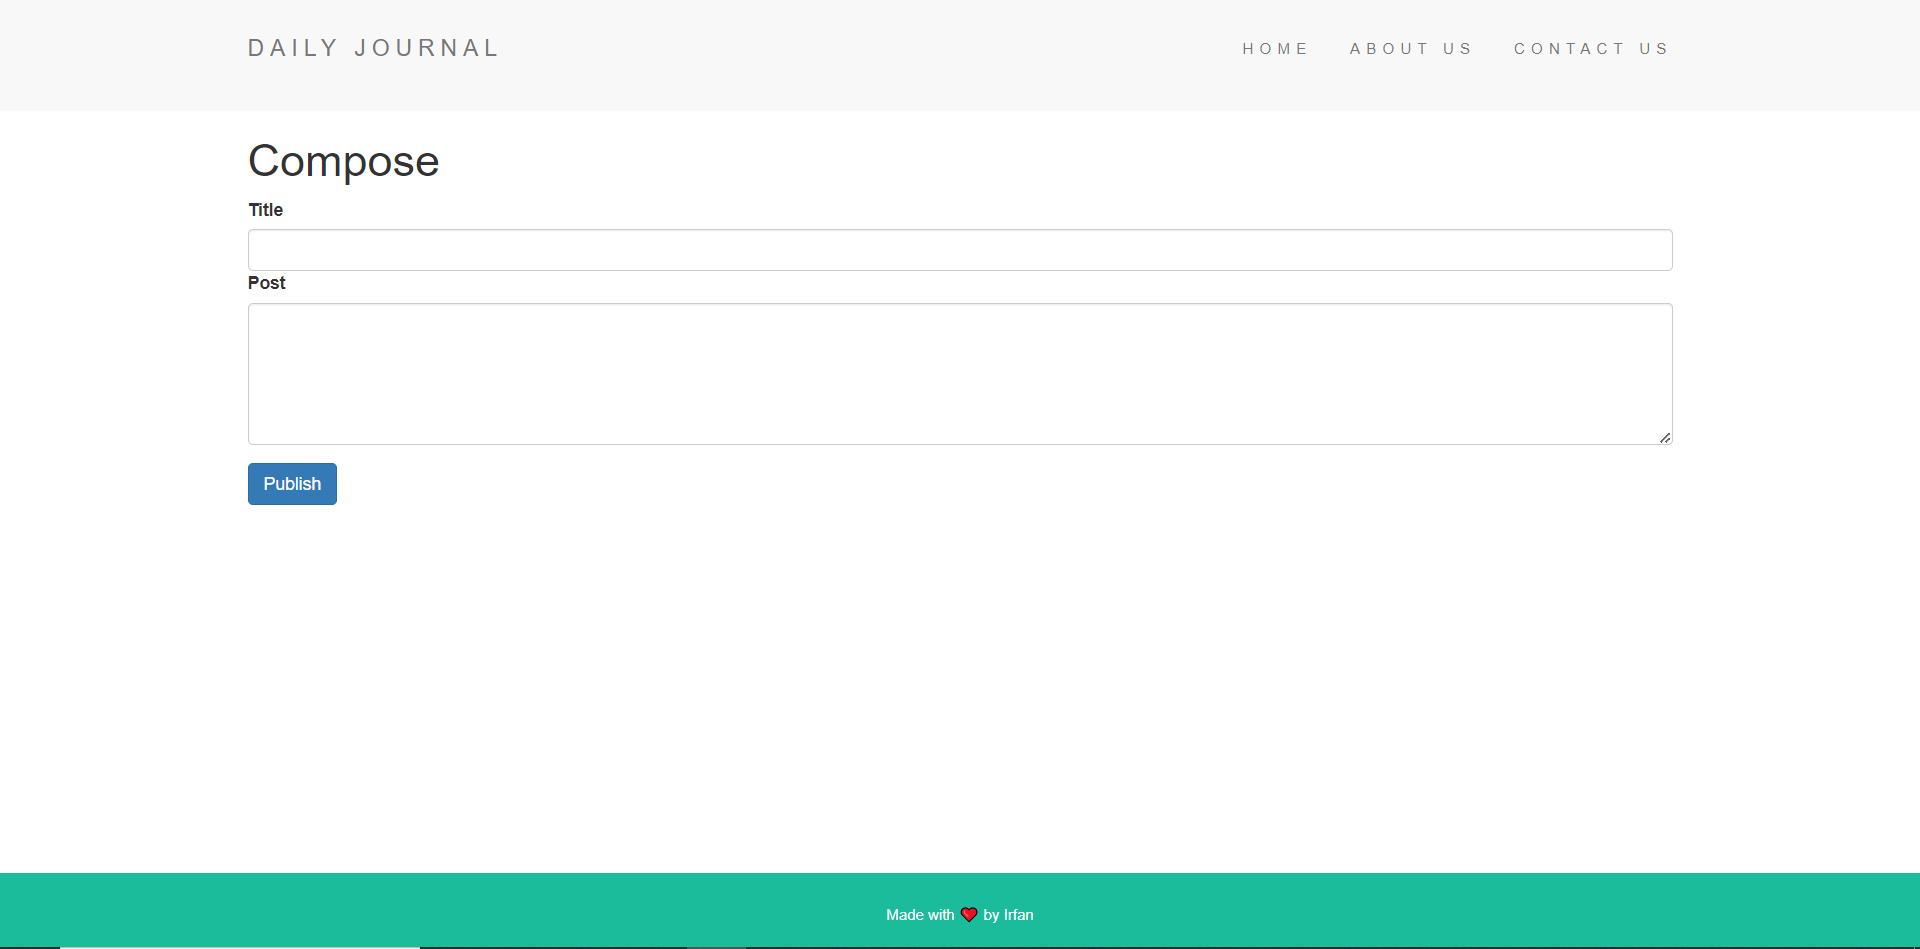 DAILY JOURNAL
HOME ABOUT US CONTACT US
Compose
Title
Post
Publish
Made with ❤ by Irfan